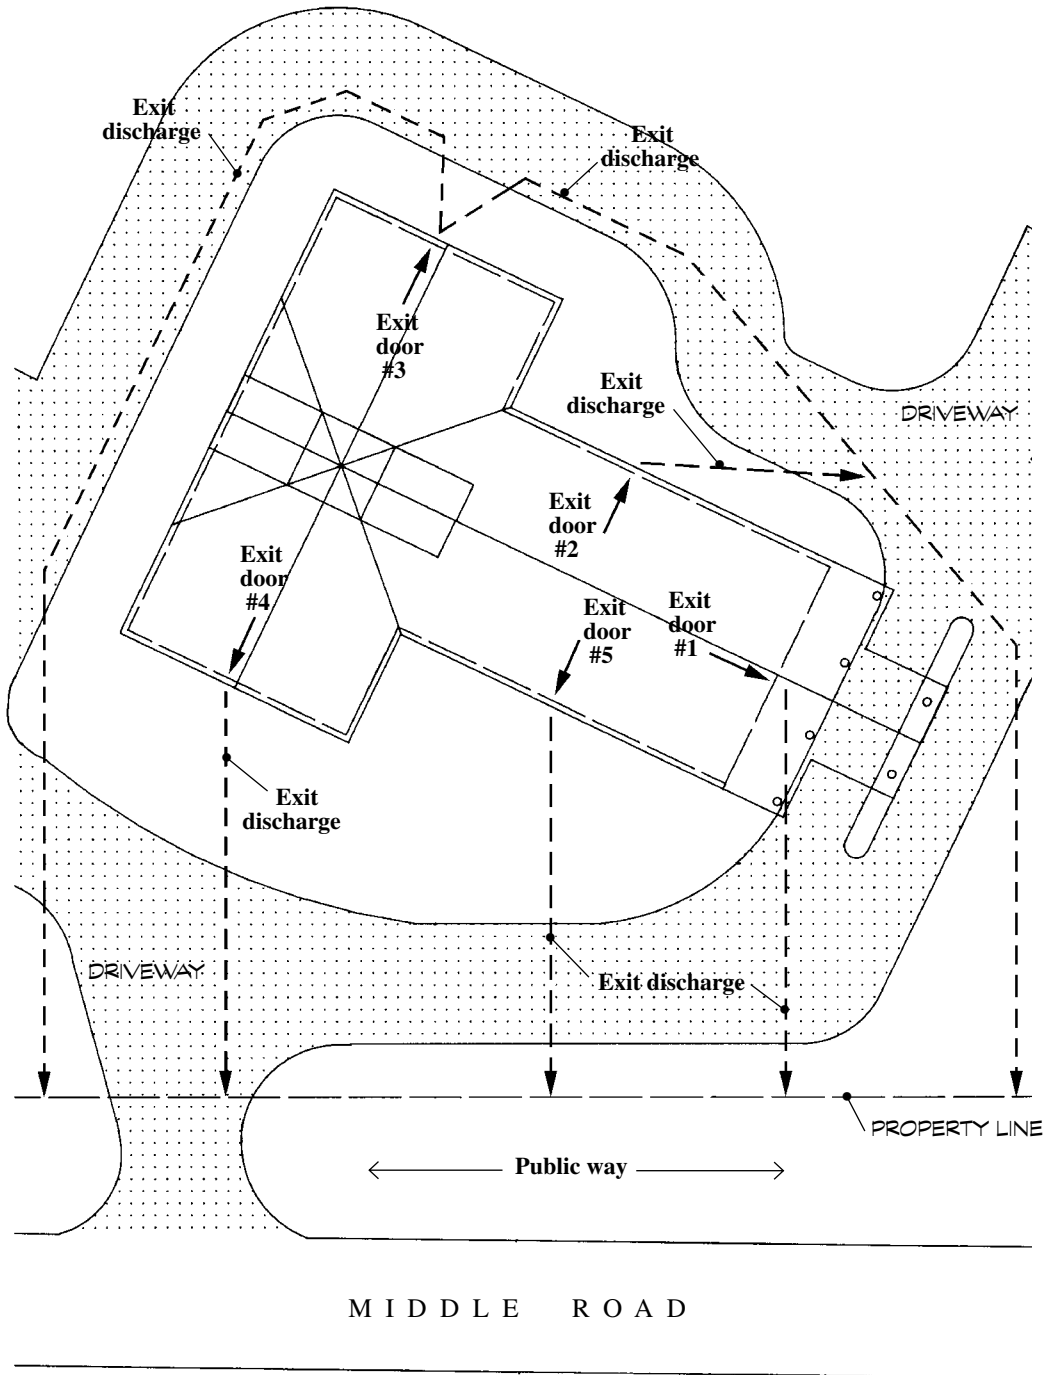 Exit
discharge
Exit
discharge
Exit
door
#3
Exit
discharge
DRIVEWAY
Exit
door
#2
Exit
door
#4
Exit
door
#5
Exit
door
#1
Exit
discharge
DRIVEWAY
Exit discharge
PROPERTY LINE
Public way
MIDDLE ROAD